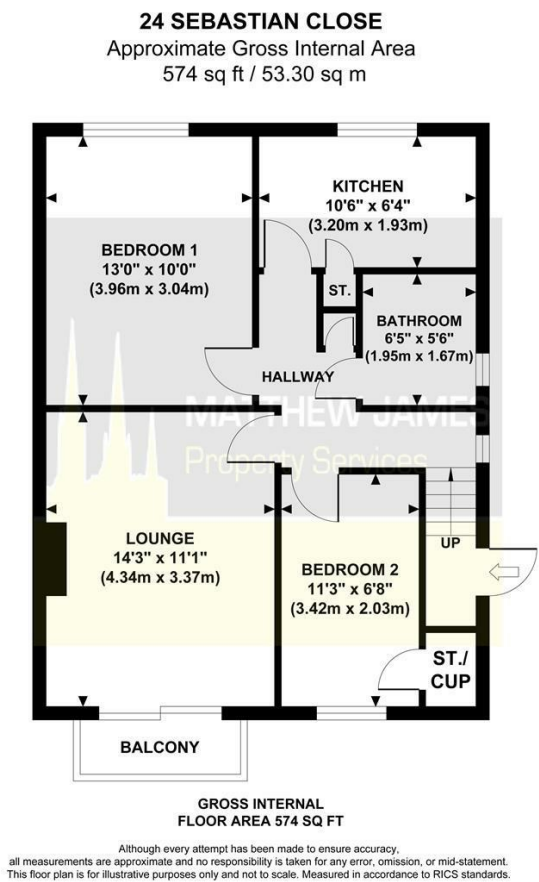 24 SEBASTIAN CLOSE
Approximate Gross Internal Area
574 sq ft / 53.30 sq m
KITCHEN
10'6" x 6'4"
(3.20m x 1.93m)
BEDROOM 1
13'0" x 10'0"
(3.96m x 3.04m)
ST.
BATHROOM
6'5" x 5'6"
(1.95m x 1.67m)
HALLWAY
MATTHEW JAMES
Property Services
LOUNGE
14'3" x 11'1"
(4.34m x 3.37m)
UP
BEDROOM 2
11'3" x 6'8"
(3.42m x 2.03m)
ST./
CUP
BALCONY
GROSS INTERNAL
FLOOR AREA 574 SQ FT
Although every attempt has been made to ensure accuracy,
all measurements are approximate and no responsibility is taken for any error, omission, or mid-statement.
This floor plan is for illustrative purposes only and not to scale. Measured in accordance to RICS standards.